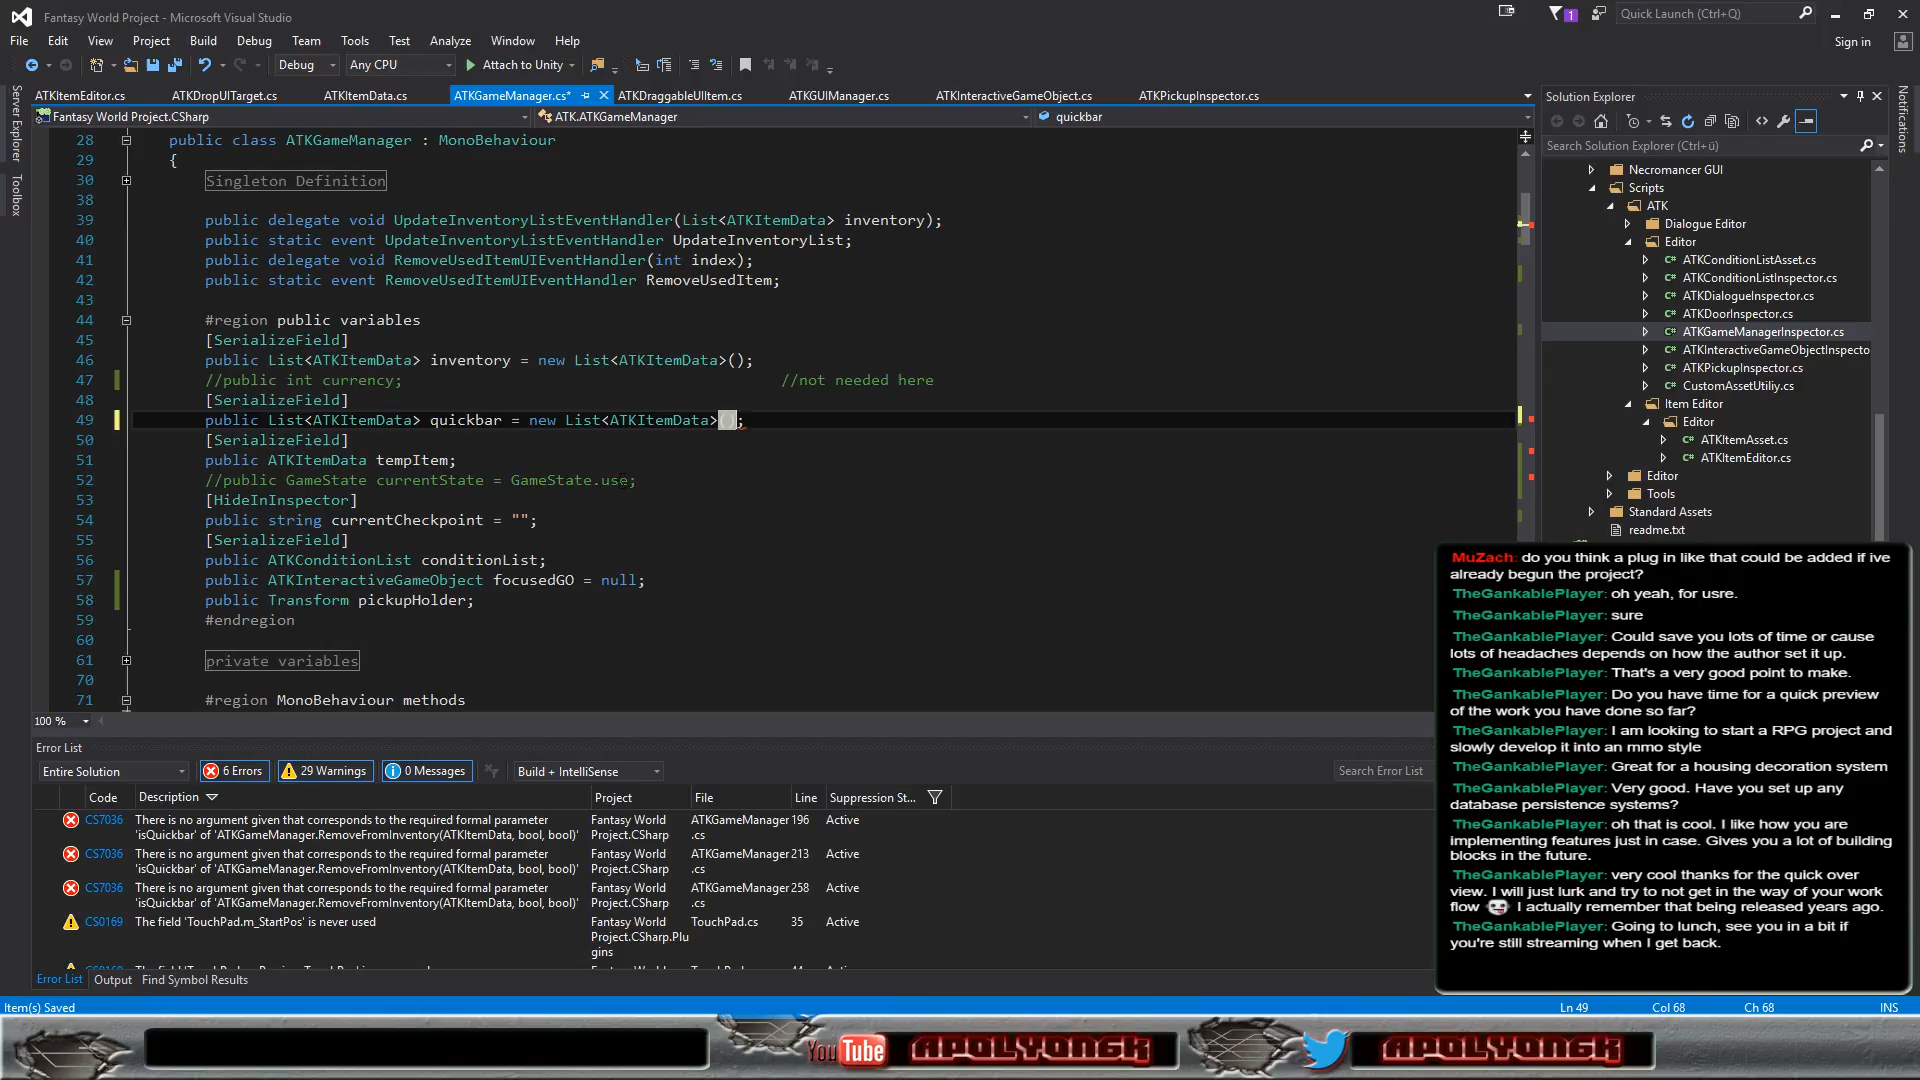 Fantasy World Project - Microsoft Visual Studio
1
Quick Launch (Ctrl+Q)
File Edit View Project Build Debug Team Tools Test Analyze Window Help
Sign in
Debug Any CPU Attach to Unity
Server Explorer
Toolbox
Notifications
ATKItemEditor.cs ATKDropUITarget.cs ATKItemData.cs ATKGameManager.cs* ATKDraggableUIItem.cs ATKGUIManager.cs ATKInteractiveGameObject.cs ATKPickupInspector.cs
Fantasy World Project.CSharp ATK.ATKGameManager quickbar
28 public class ATKGameManager : MonoBehaviour
29 {
30 Singleton Definition
38
39 public delegate void UpdateInventoryListEventHandler(List<ATKItemData> inventory);
40 public static event UpdateInventoryListEventHandler UpdateInventoryList;
41 public delegate void RemoveUsedItemUIEventHandler(int index);
42 public static event RemoveUsedItemUIEventHandler RemoveUsedItem;
43
44 #region public variables
45 [SerializeField]
46 public List<ATKItemData> inventory = new List<ATKItemData>();
47 //public int currency; //not needed here
48 [SerializeField]
49 public List<ATKItemData> quickbar = new List<ATKItemData>();
50 [SerializeField]
51 public ATKItemData tempItem;
52 //public GameState currentState = GameState.use;
53 [HideInInspector]
54 public string currentCheckpoint = "";
55 [SerializeField]
56 public ATKConditionList conditionList;
57 public ATKInteractiveGameObject focusedGO = null;
58 public Transform pickupHolder;
59 #endregion
60
61 private variables
70
71 #region MonoBehaviour methods
100 %
Solution Explorer
Search Solution Explorer (Ctrl+ü)
Necromancer GUI
Scripts
ATK
Dialogue Editor
Editor
C# ATKConditionListAsset.cs
C# ATKConditionListInspector.cs
C# ATKDialogueInspector.cs
C# ATKDoorInspector.cs
C# ATKGameManagerInspector.cs
C# ATKInteractiveGameObjectInspecto
C# ATKPickupInspector.cs
C# CustomAssetUtiliy.cs
Item Editor
Editor
C# ATKItemAsset.cs
C# ATKItemEditor.cs
Editor
Tools
Standard Assets
readme.txt
MuZach: do you think a plug in like that could be added if ive
already begun the project?
TheGankablePlayer: oh yeah, for usre.
TheGankablePlayer: sure
TheGankablePlayer: Could save you lots of time or cause
lots of headaches depends on how the author set it up.
TheGankablePlayer: That's a very good point to make.
TheGankablePlayer: Do you have time for a quick preview
of the work you have done so far?
TheGankablePlayer: I am looking to start a RPG project and
slowly develop it into an mmo style
TheGankablePlayer: Great for a housing decoration system
TheGankablePlayer: Very good. Have you set up any
database persistence systems?
TheGankablePlayer: oh that is cool. I like how you are
implementing features just in case. Gives you a lot of building
blocks in the future.
TheGankablePlayer: very cool thanks for the quick over
view. I will just lurk and try to not get in the way of your work
flow I actually remember that being released years ago.
TheGankablePlayer: Going to lunch, see you in a bit if
you're still streaming when I get back.
Error List
Entire Solution 6 Errors 29 Warnings 0 Messages Build + IntelliSense Search Error List
Code Description Project File Line Suppression St...
CS7036 There is no argument given that corresponds to the required formal parameter 'isQuickbar' of 'ATKGameManager.RemoveFromInventory(ATKItemData, bool, bool)' Fantasy World Project.CSharp ATKGameManager.cs 196 Active
CS7036 There is no argument given that corresponds to the required formal parameter 'isQuickbar' of 'ATKGameManager.RemoveFromInventory(ATKItemData, bool, bool)' Fantasy World Project.CSharp ATKGameManager.cs 213 Active
CS7036 There is no argument given that corresponds to the required formal parameter 'isQuickbar' of 'ATKGameManager.RemoveFromInventory(ATKItemData, bool, bool)' Fantasy World Project.CSharp ATKGameManager.cs 258 Active
CS0169 The field 'TouchPad.m_StartPos' is never used Fantasy World Project.CSharp.Plugins TouchPad.cs 35 Active
Error List Output Find Symbol Results
Item(s) Saved Ln 49 Col 68 Ch 68 INS
YouTube APOLYON6K APOLYON6K